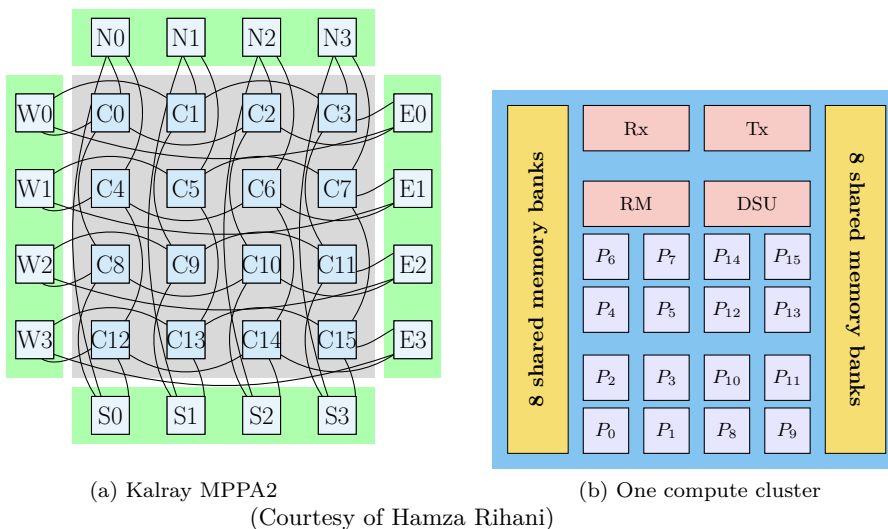 N0 N1 N2 N3
W0 C0 C1 C2 C3 E0
W1 C4 C5 C6 C7 E1
W2 C8 C9 C10 C11 E2
W3 C12 C13 C14 C15 E3
S0 S1 S2 S3
(a) Kalray MPPA2
8 shared memory banks
Rx Tx
RM DSU
P6 P7 P14 P15
P4 P5 P12 P13
P2 P3 P10 P11
P0 P1 P8 P9
8 shared memory banks
(b) One compute cluster
(Courtesy of Hamza Rihani)